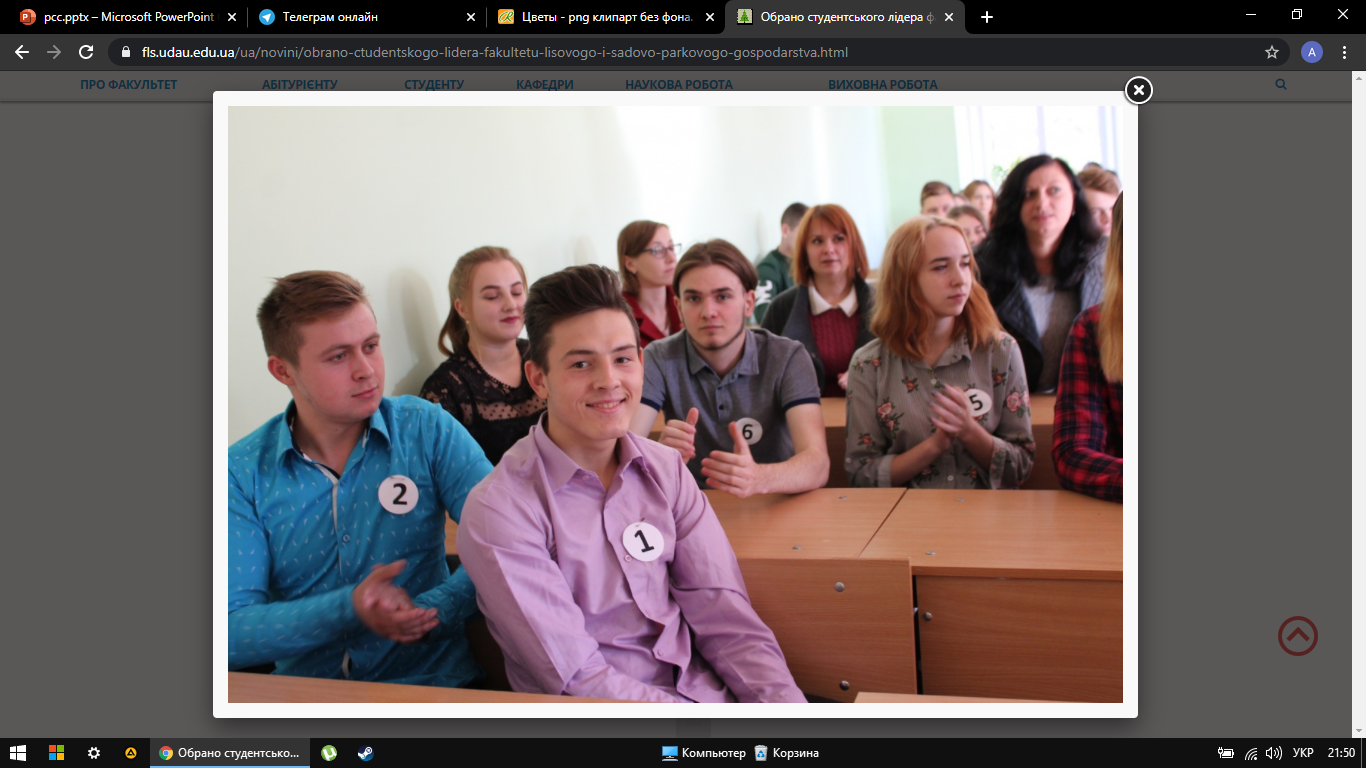 pcc.pptx – Microsoft PowerPoint
Телеграм онлайн
Цветы - png клипарт без фона.
Обрано студентського лідера ф
fls.udau.edu.ua/ua/novini/obrano-ctudentskogo-lidera-fakultetu-lisovogo-i-sadovo-parkovogo-gospodarstva.html
A
ПРО ФАКУЛЬТЕТ АБІТУРІЄНТУ СТУДЕНТУ КАФЕДРИ НАУКОВА РОБОТА ВИХОВНА РОБОТА
5
6
2
1
Обрано студентсько...
Компьютер
Корзина
УКР
21:50